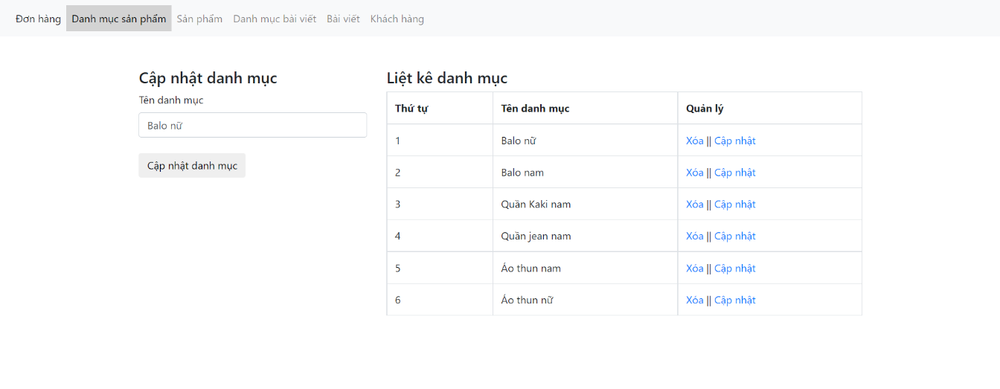 Đơn hàng Danh mục sản phẩm Sản phẩm Danh mục bài viết Bài viết Khách hàng
Cập nhật danh mục
Tên danh mục
Balo nữ
Cập nhật danh mục
Liệt kê danh mục
Thứ tự Tên danh mục Quản lý
1 Balo nữ Xóa || Cập nhật
2 Balo nam Xóa || Cập nhật
3 Quần Kaki nam Xóa || Cập nhật
4 Quần jean nam Xóa || Cập nhật
5 Áo thun nam Xóa || Cập nhật
6 Áo thun nữ Xóa || Cập nhật